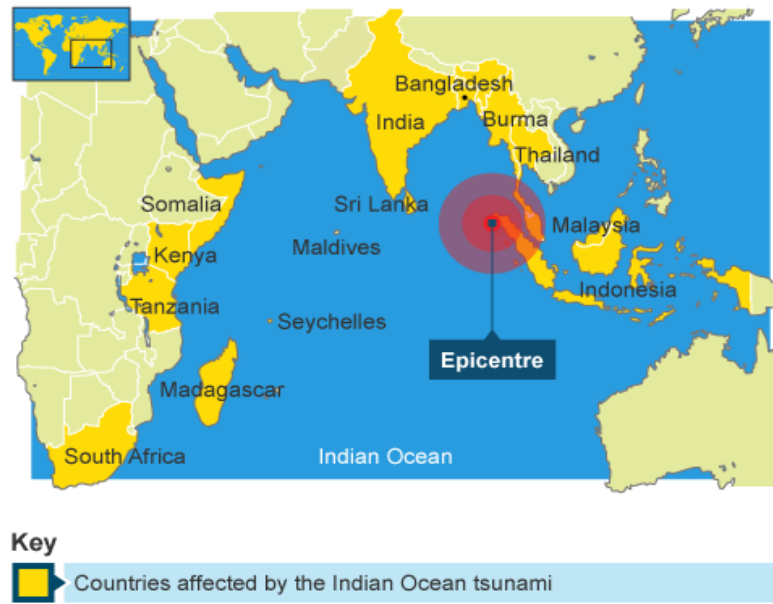 Bangladesh
India
Burma
Thailand
Somalia
Sri Lanka
Malaysia
Kenya
Maldives
Tanzania
Indonesia
Seychelles
Epicentre
Madagascar
South Africa
Indian Ocean
Key
Countries affected by the Indian Ocean tsunami